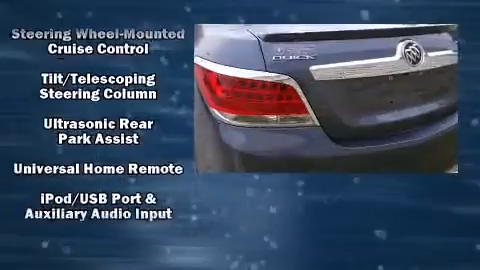 Steering Wheel-Mounted
Cruise Control
Tilt/Telescoping
Steering Column
Ultrasonic Rear
Park Assist
Universal Home Remote
iPod/USB Port &
Auxiliary Audio Input
BUICK